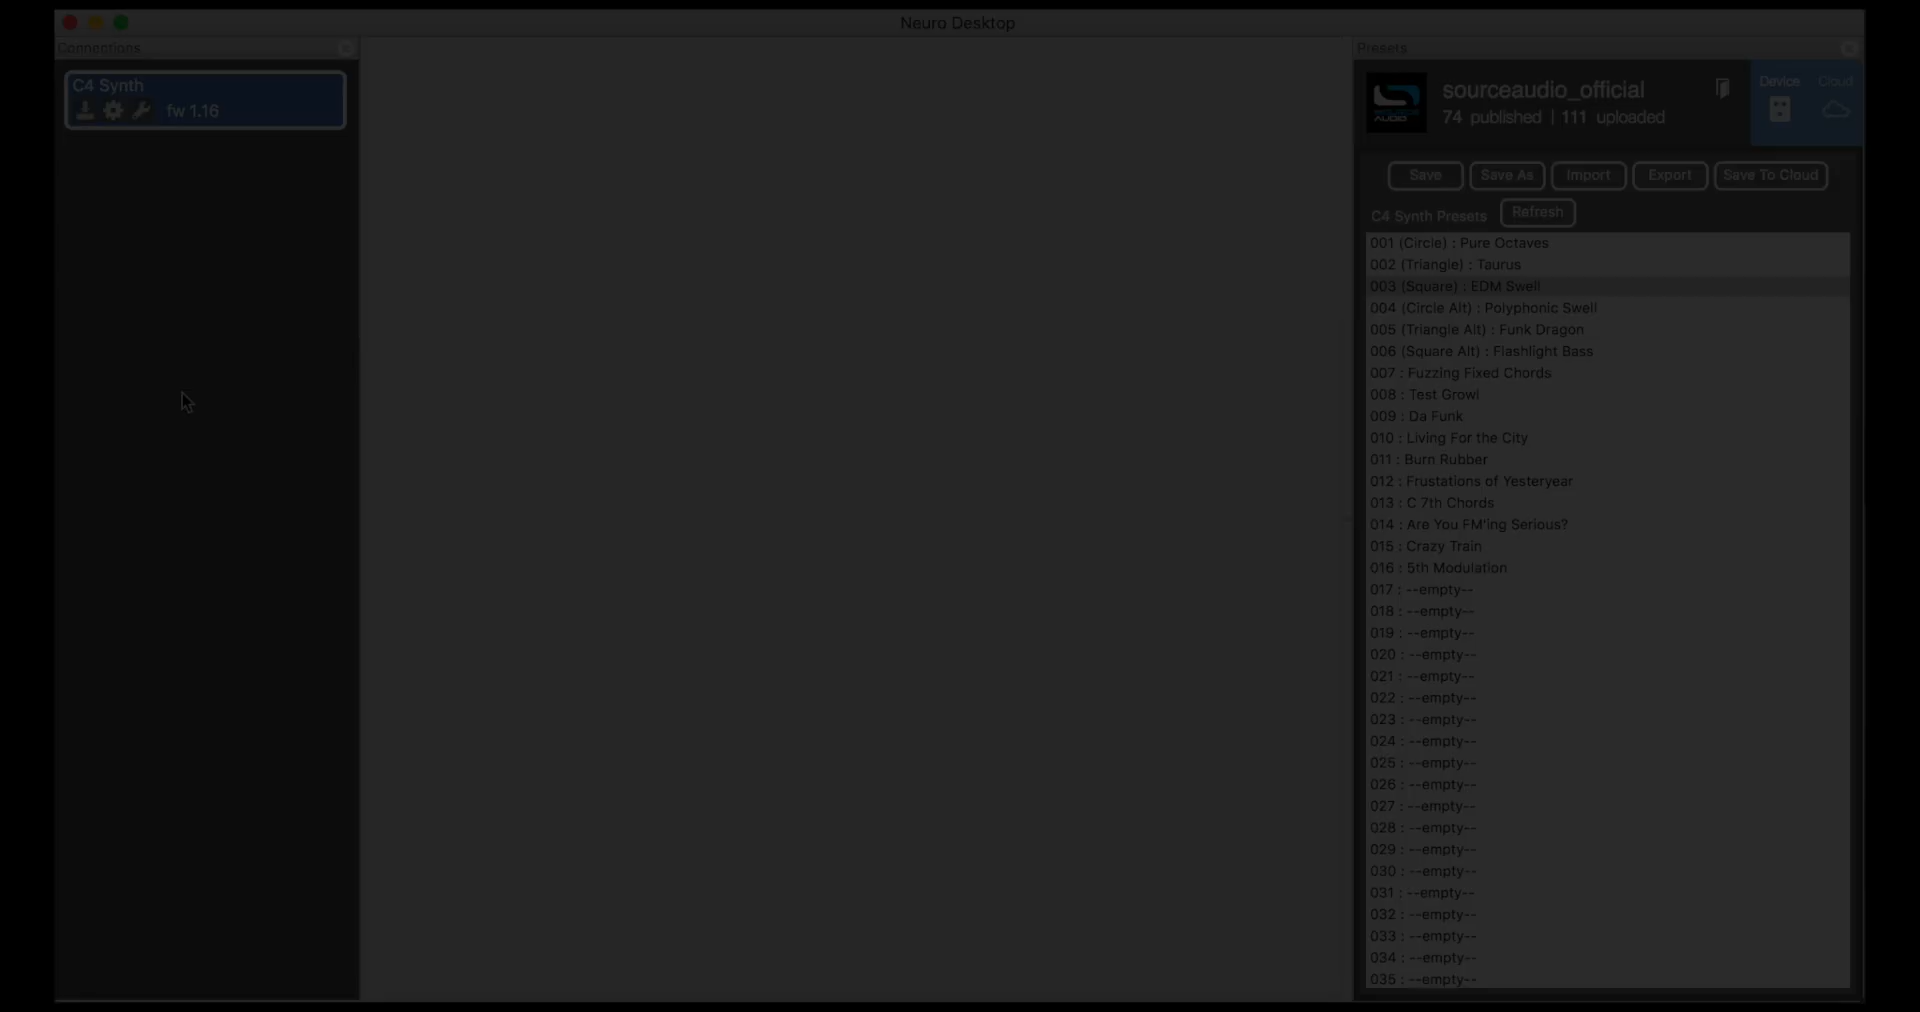 Neuro Desktop
Connections
C4 Synth
fw 1.16
Presets
AUDIO
sourceaudio_official
74 published | 111 uploaded
Device
Cloud
Save
Save As
Import
Export
Save To Cloud
C4 Synth Presets
Refresh
001 (Circle) : Pure Octaves
002 (Triangle) : Taurus
003 (Square) : EDM Swell
004 (Circle Alt) : Polyphonic Swell
005 (Triangle Alt) : Funk Dragon
006 (Square Alt) : Flashlight Bass
007 : Fuzzing Fixed Chords
008 : Test Growl
009 : Da Funk
010 : Living For the City
011 : Burn Rubber
012 : Frustations of Yesteryear
013 : C 7th Chords
014 : Are You FM'ing Serious?
015 : Crazy Train
016 : 5th Modulation
017 : --empty--
018 : --empty--
019 : --empty--
020 : --empty--
021 : --empty--
022 : --empty--
023 : --empty--
024 : --empty--
025 : --empty--
026 : --empty--
027 : --empty--
028 : --empty--
029 : --empty--
030 : --empty--
031 : --empty--
032 : --empty--
033 : --empty--
034 : --empty--
035 : --empty--